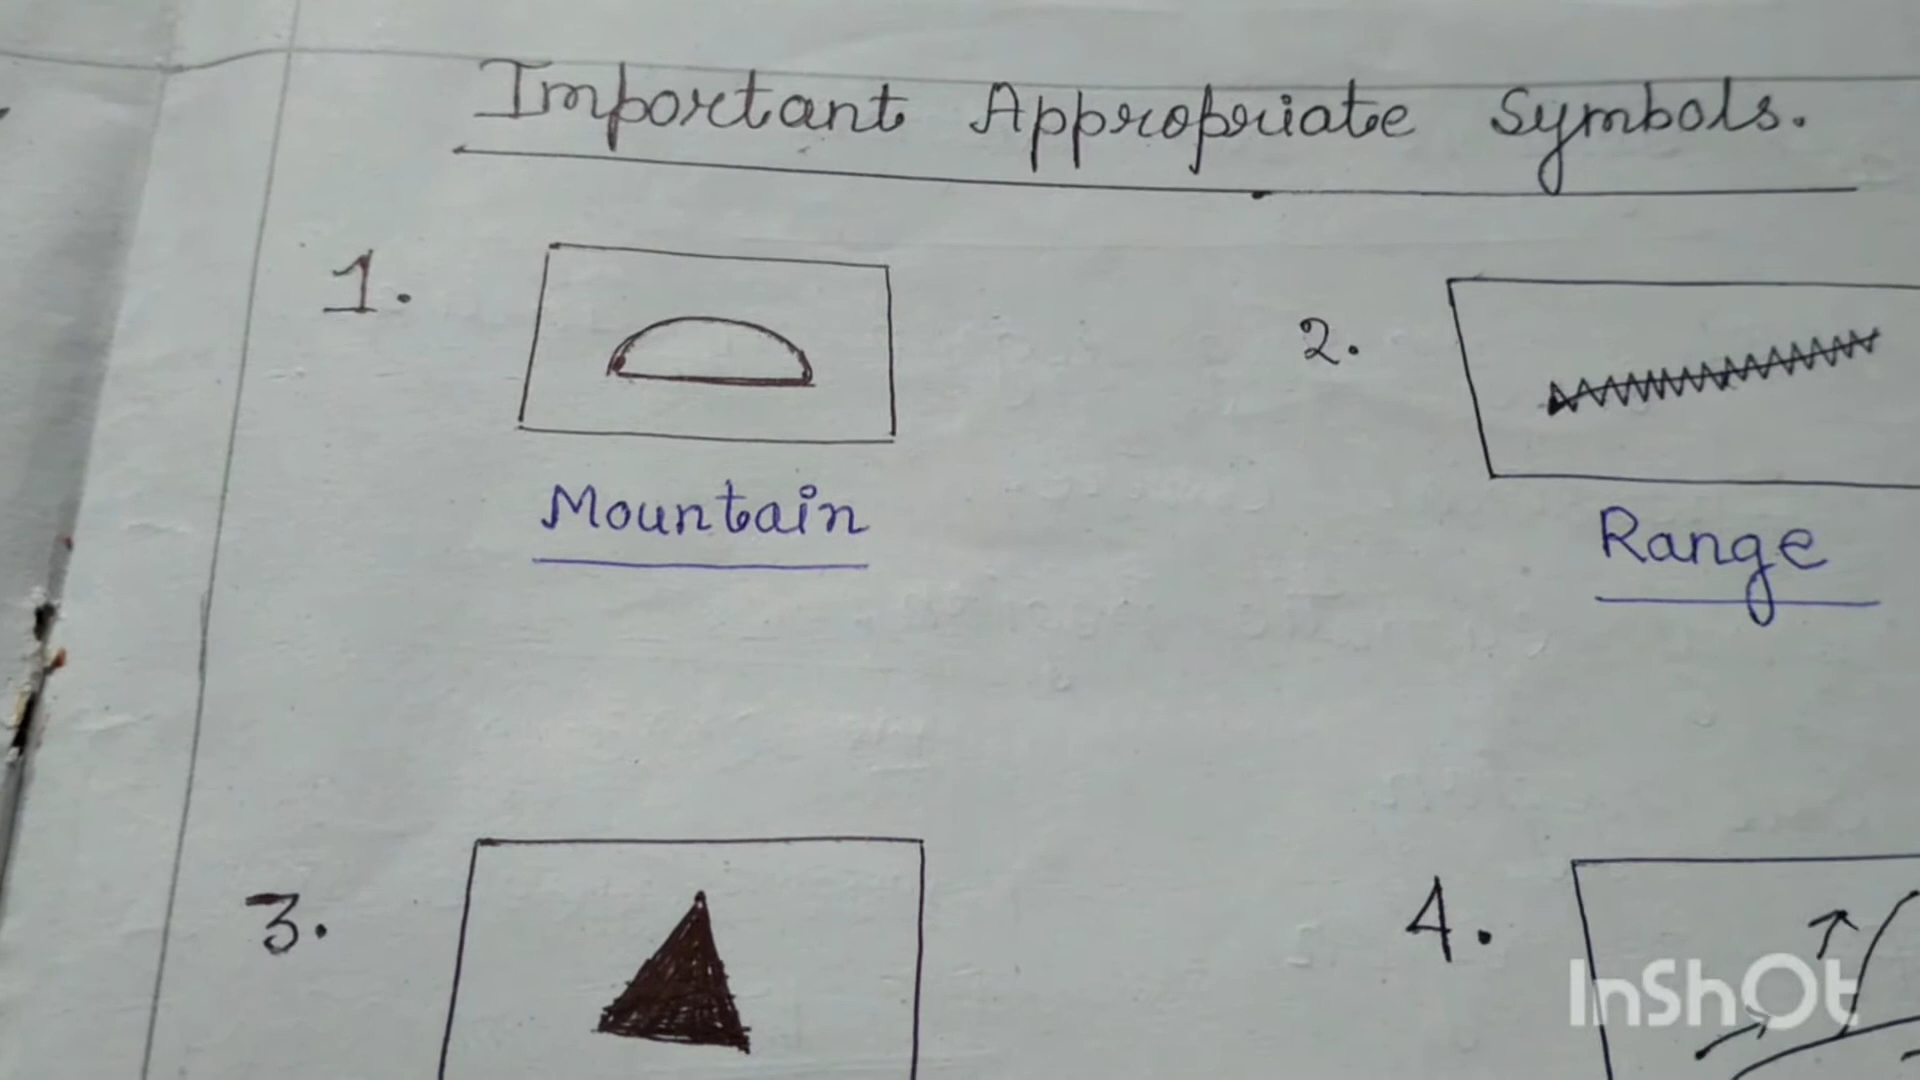 Important Appropriate Symbols.
1.
2.
Mountain
Range
3.
4.
InShOt